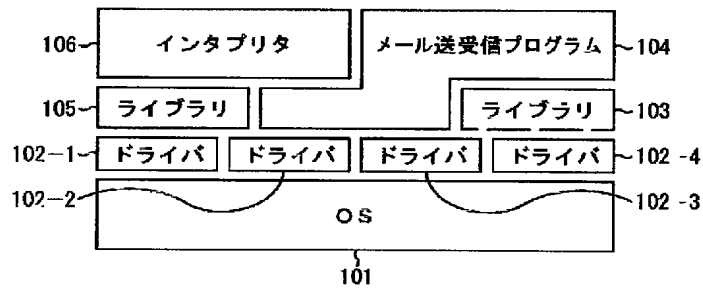 106 インタプリタ メール送受信プログラム 104
105 ライブラリ ライブラリ 103
102-1 ドライバ ドライバ ドライバ ドライバ 102-4
102-2 OS 102-3
101